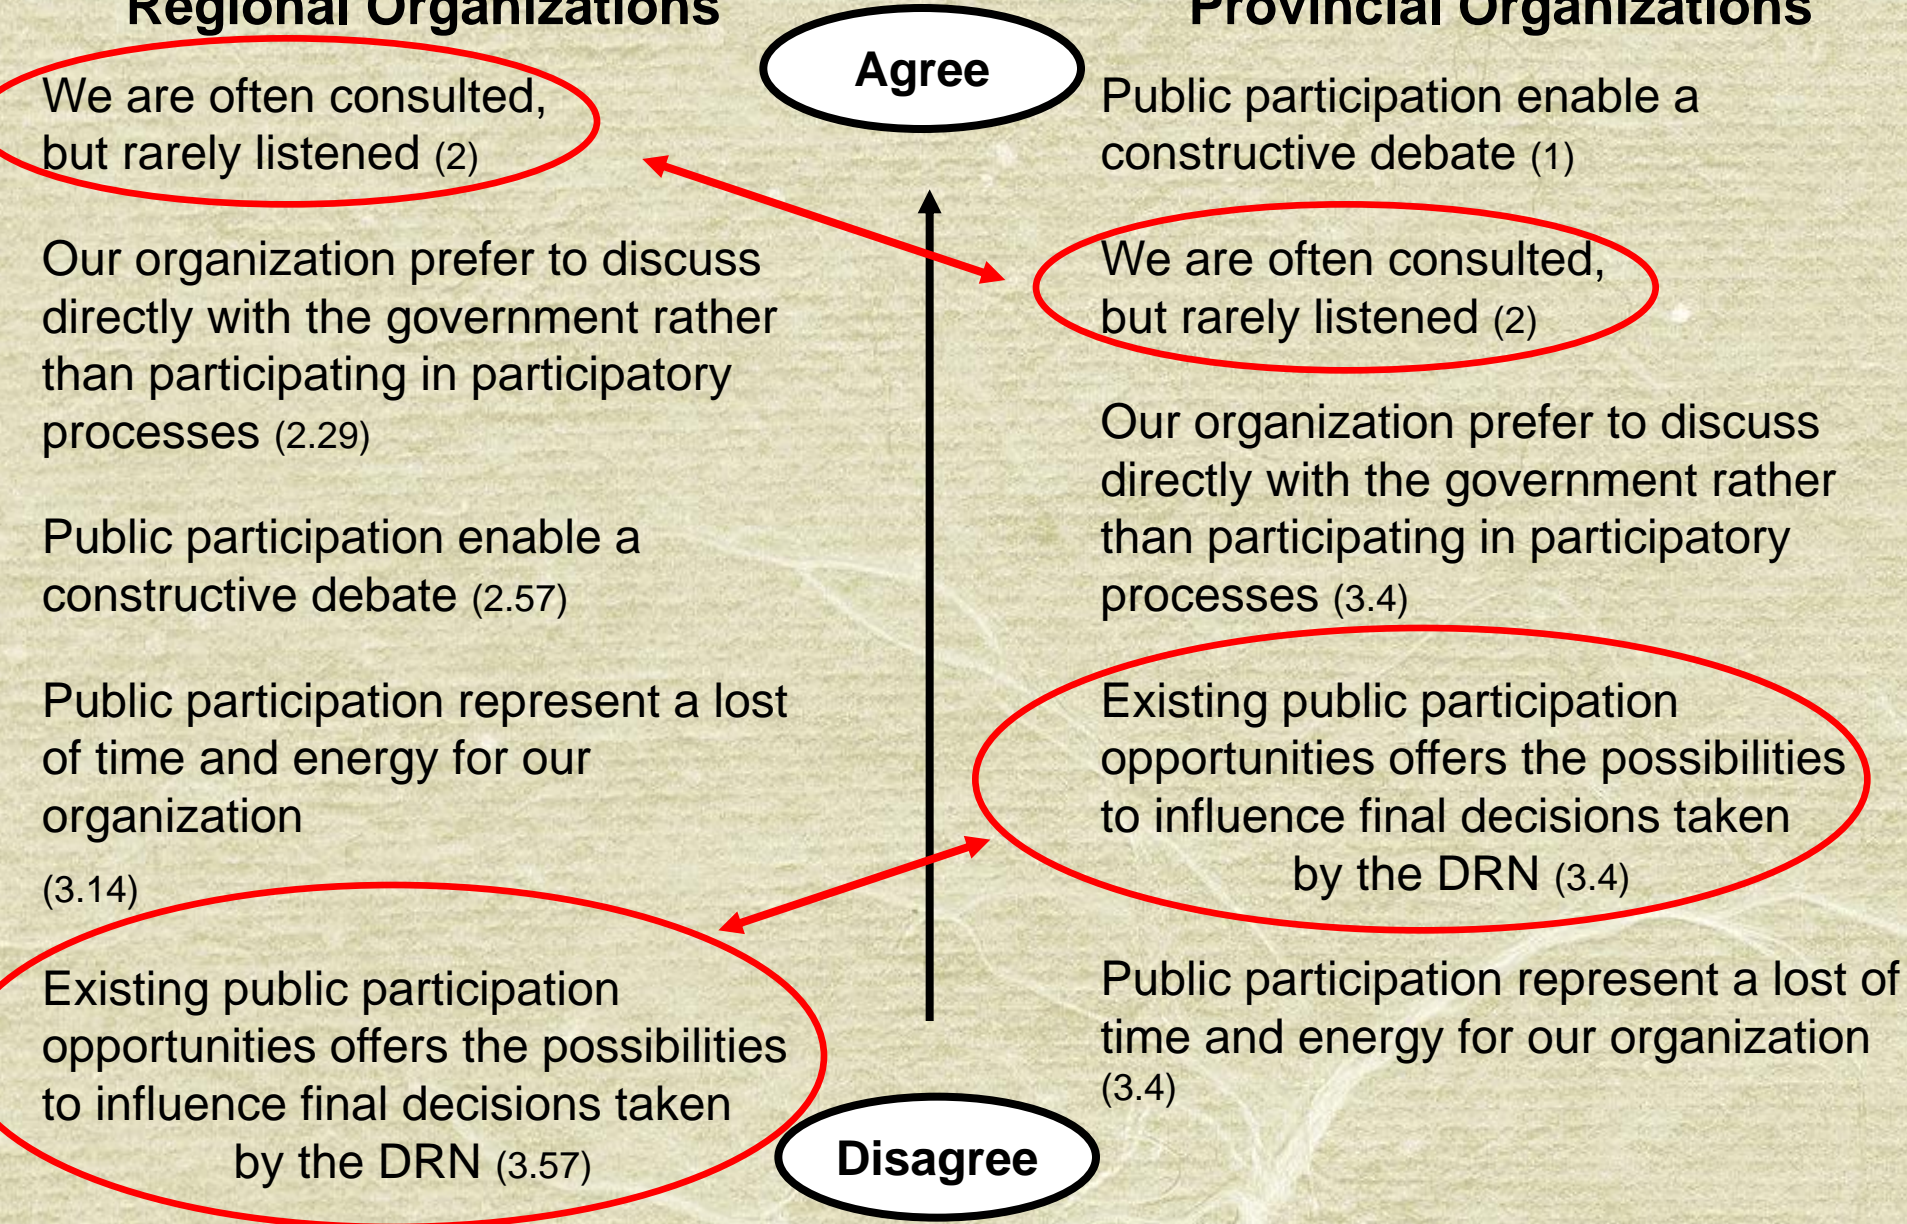 Regional Organizations
We are often consulted,
but rarely listened (2)
Our organization prefer to discuss
directly with the government rather
than participating in participatory
processes (2.29)
Public participation enable a
constructive debate (2.57)
Public participation represent a lost
of time and energy for our
organization
(3.14)
Existing public participation
opportunities offers the possibilities
to influence final decisions taken
by the DRN (3.57)
Agree
Disagree
Provincial Organizations
Public participation enable a
constructive debate (1)
We are often consulted,
but rarely listened (2)
Our organization prefer to discuss
directly with the government rather
than participating in participatory
processes (3.4)
Existing public participation
opportunities offers the possibilities
to influence final decisions taken
by the DRN (3.4)
Public participation represent a lost of
time and energy for our organization
(3.4)